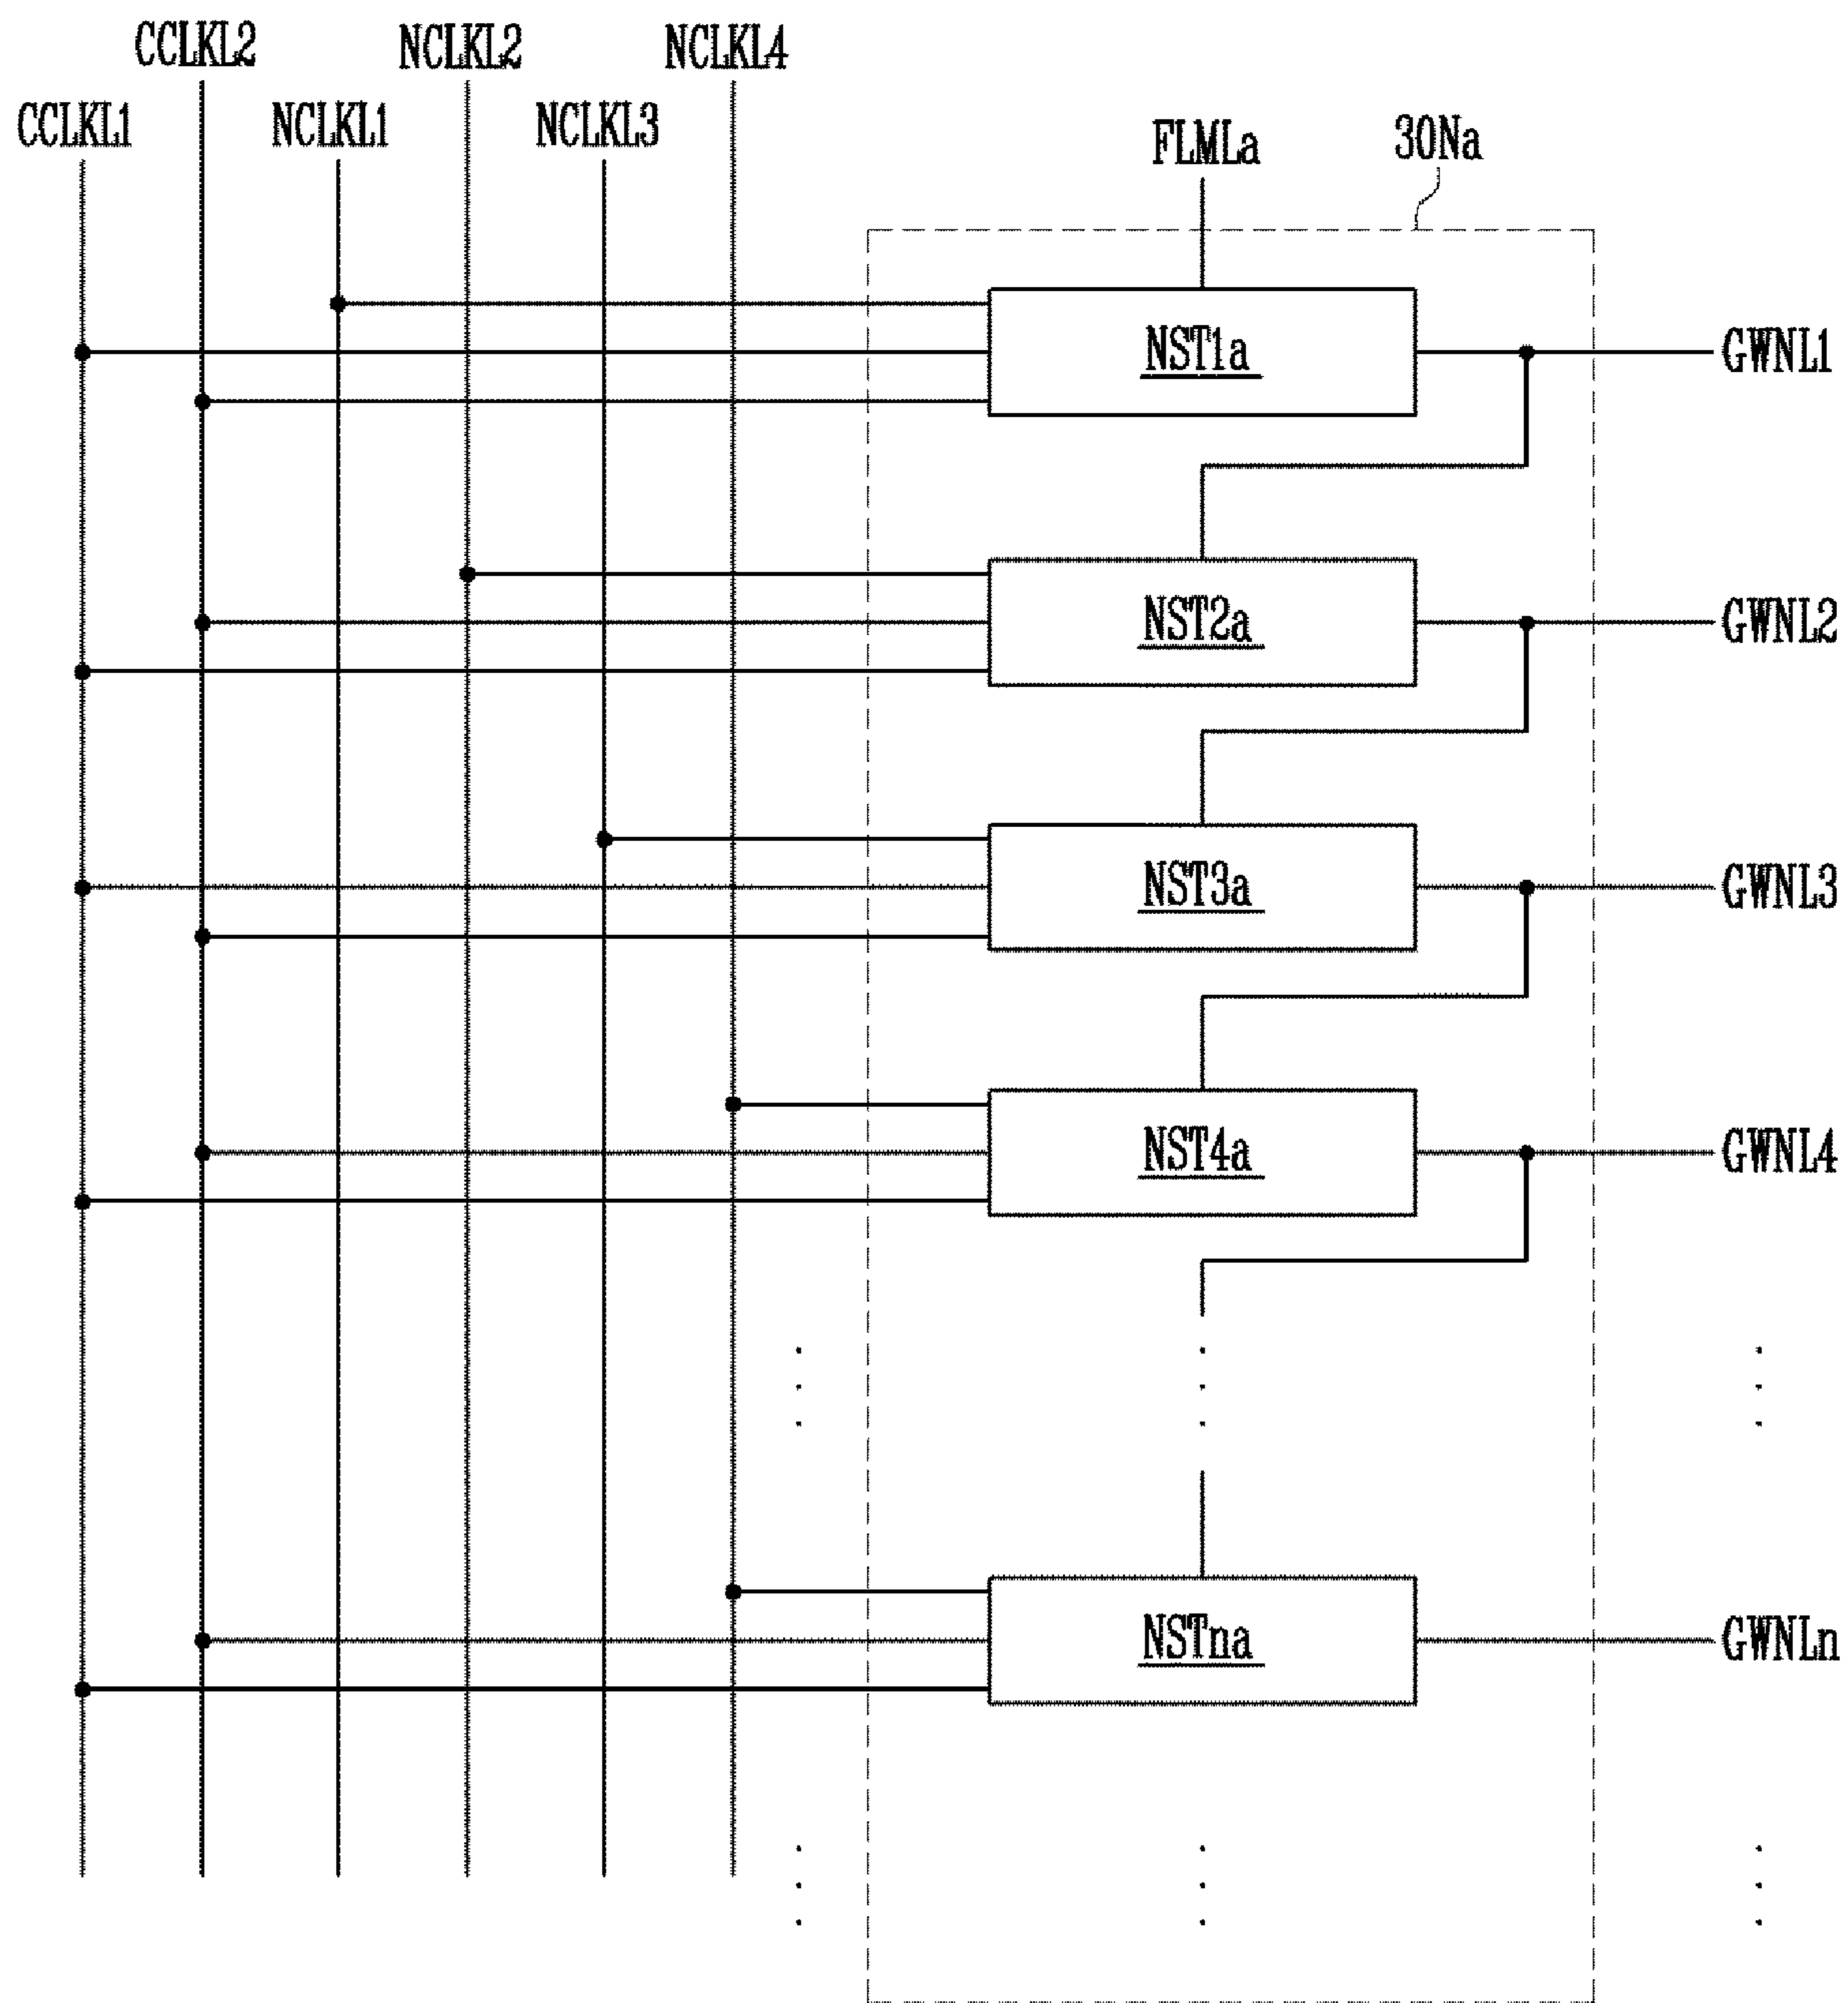 CCLKL2 NCLKL2 NCLKL4
CCLKL1 NCLKL1 NCLKL3 FLMLa 30Na
NST1a GWNL1
NST2a GWNL2
NST3a GWNL3
NST4a GWNL4
NSTna GWNLn